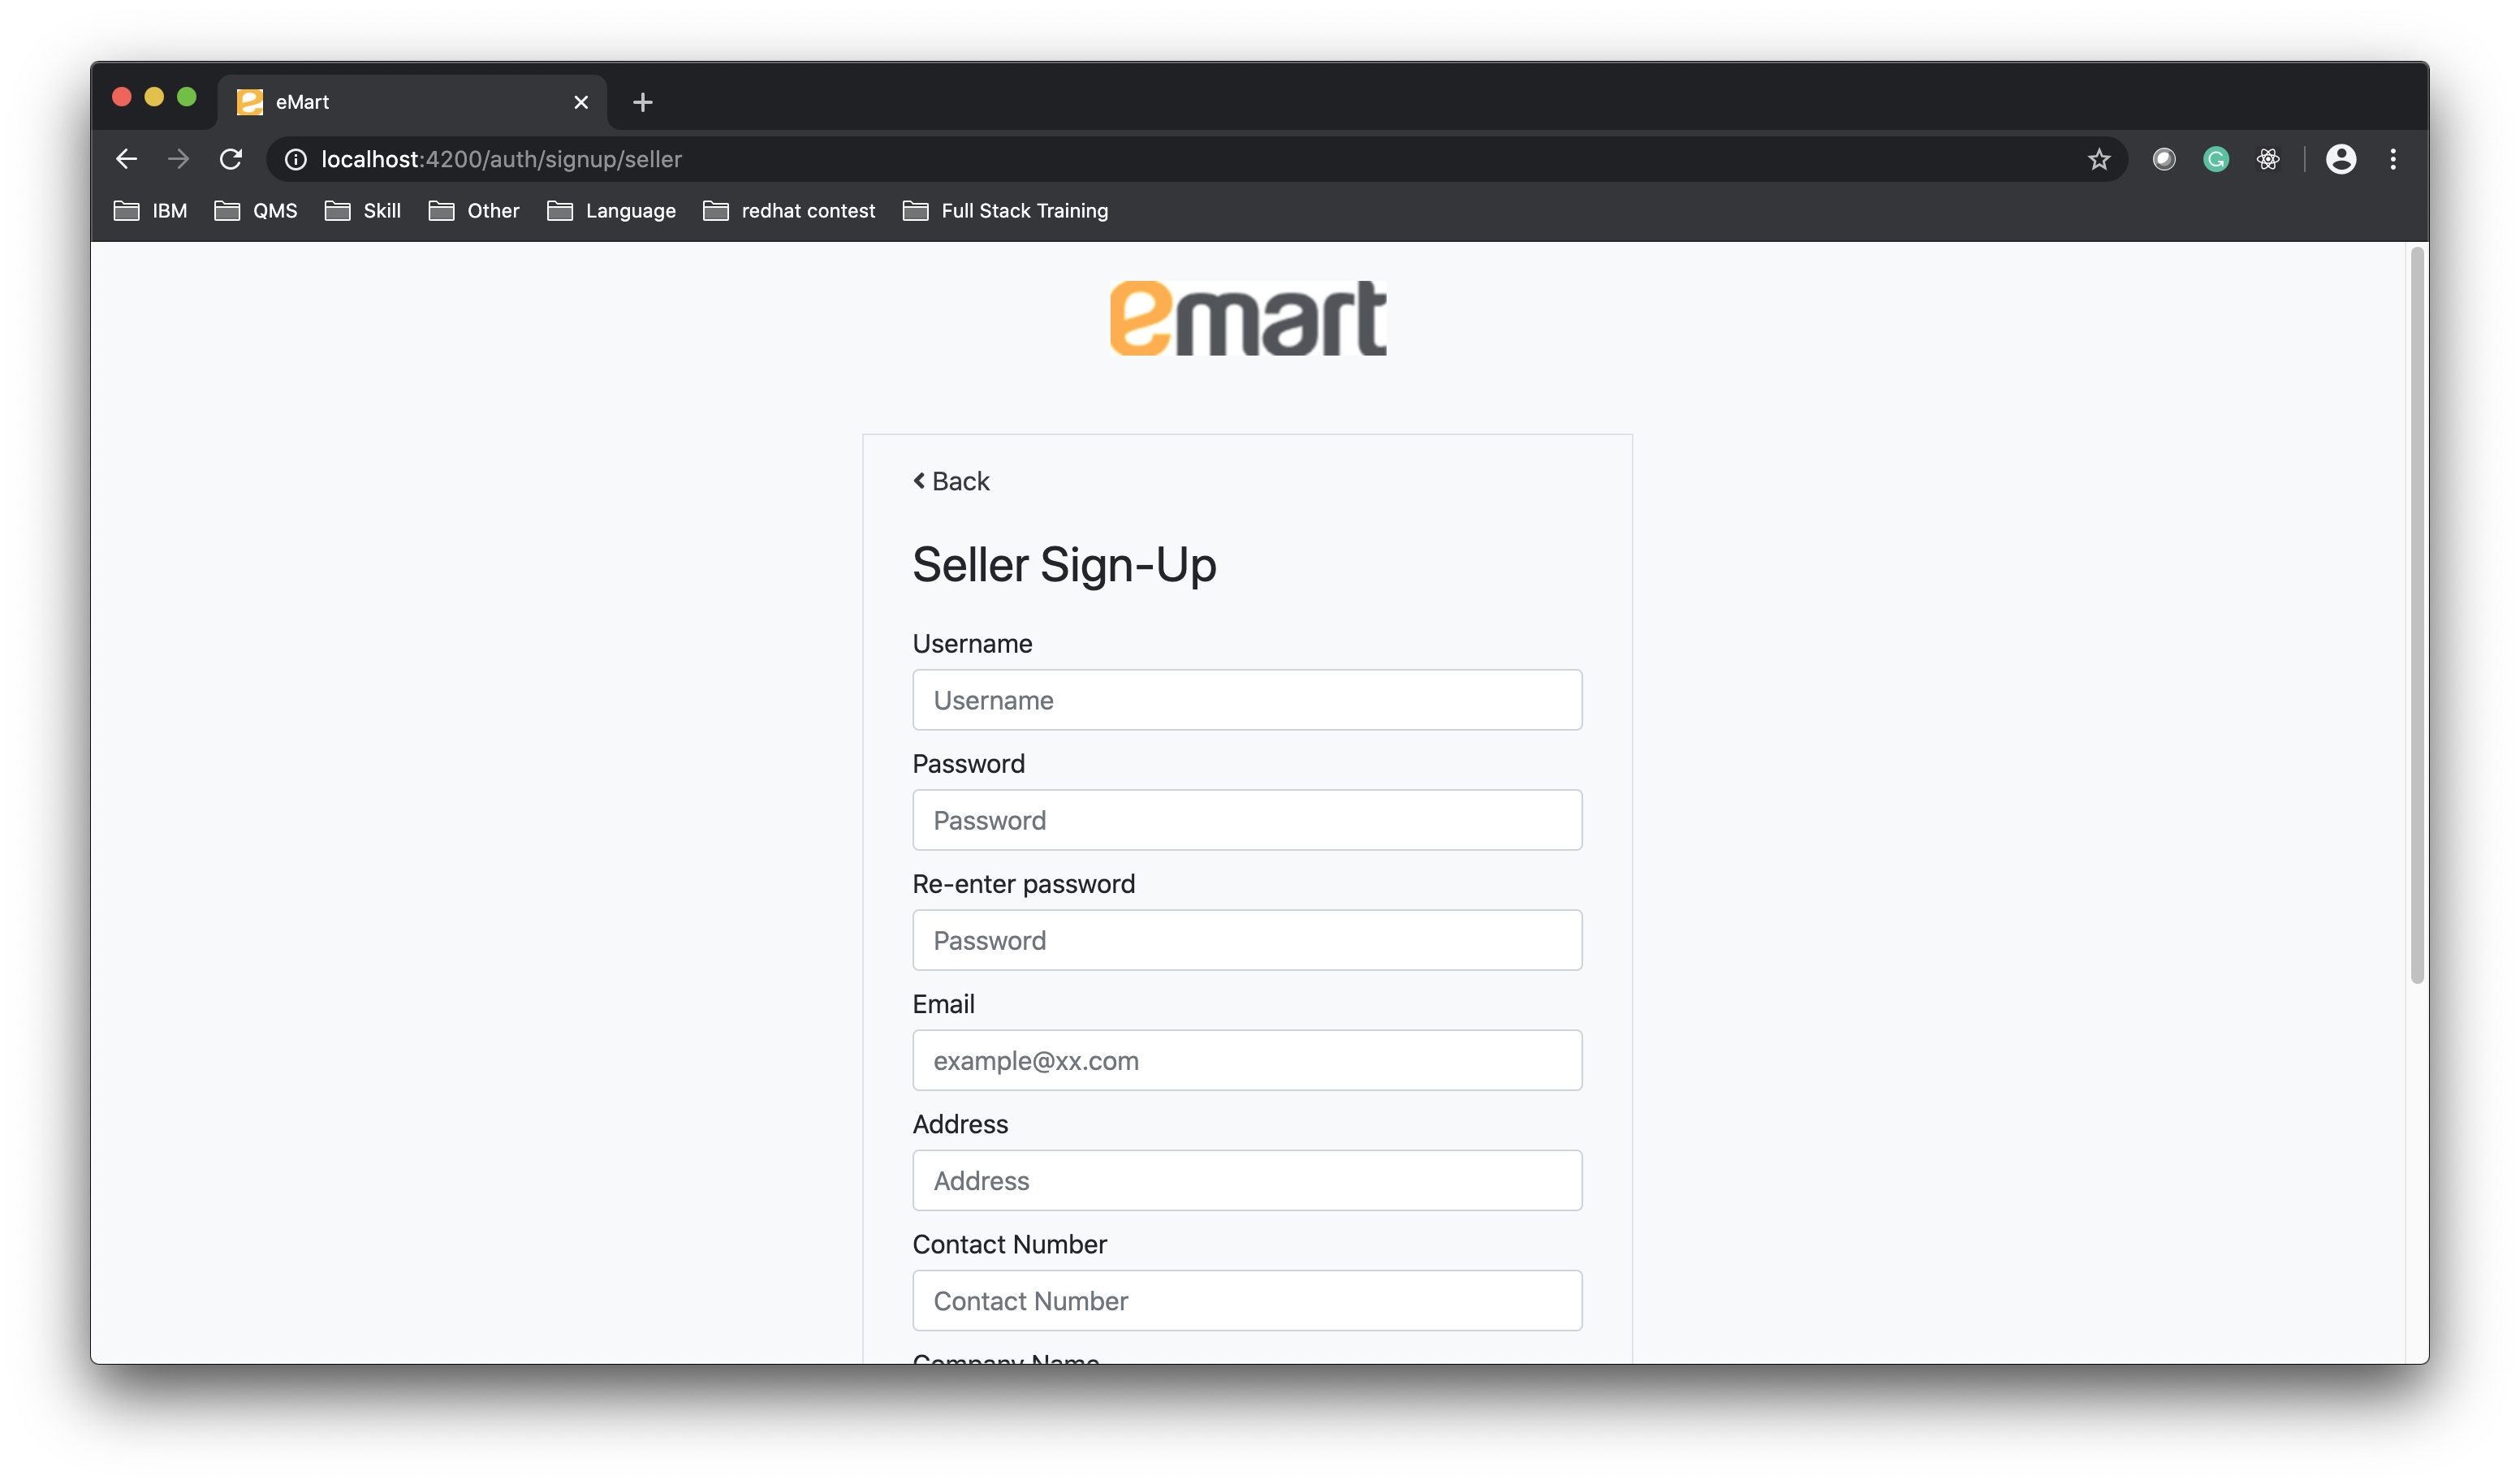 eMart
localhost:4200/auth/signup/seller
IBM QMS Skill Other Language redhat contest Full Stack Training
emart
Back
Seller Sign-Up
Username
Username
Password
Password
Re-enter password
Password
Email
example@xx.com
Address
Address
Contact Number
Contact Number
Company Name